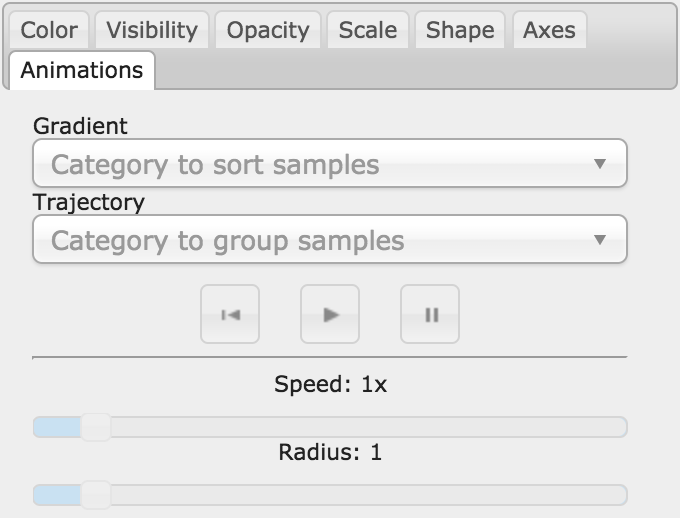 Color Visibility Opacity Scale Shape Axes
Animations
Gradient
Category to sort samples
Trajectory
Category to group samples
Speed: 1x
Radius: 1